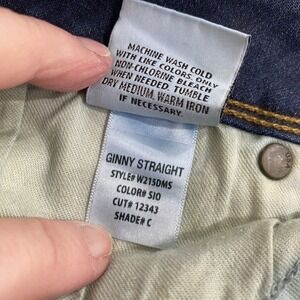 MACHINE WASH COLD
WITH LIKE COLORS. ONLY
NON-CHLORINE BLEACH
WHEN NEEDED. TUMBLE
DRY MEDIUM. WARM IRON
IF NECESSARY.
GINNY STRAIGHT
STYLE# W215DMS
COLOR# SIO
CUT# 12343
SHADE# C